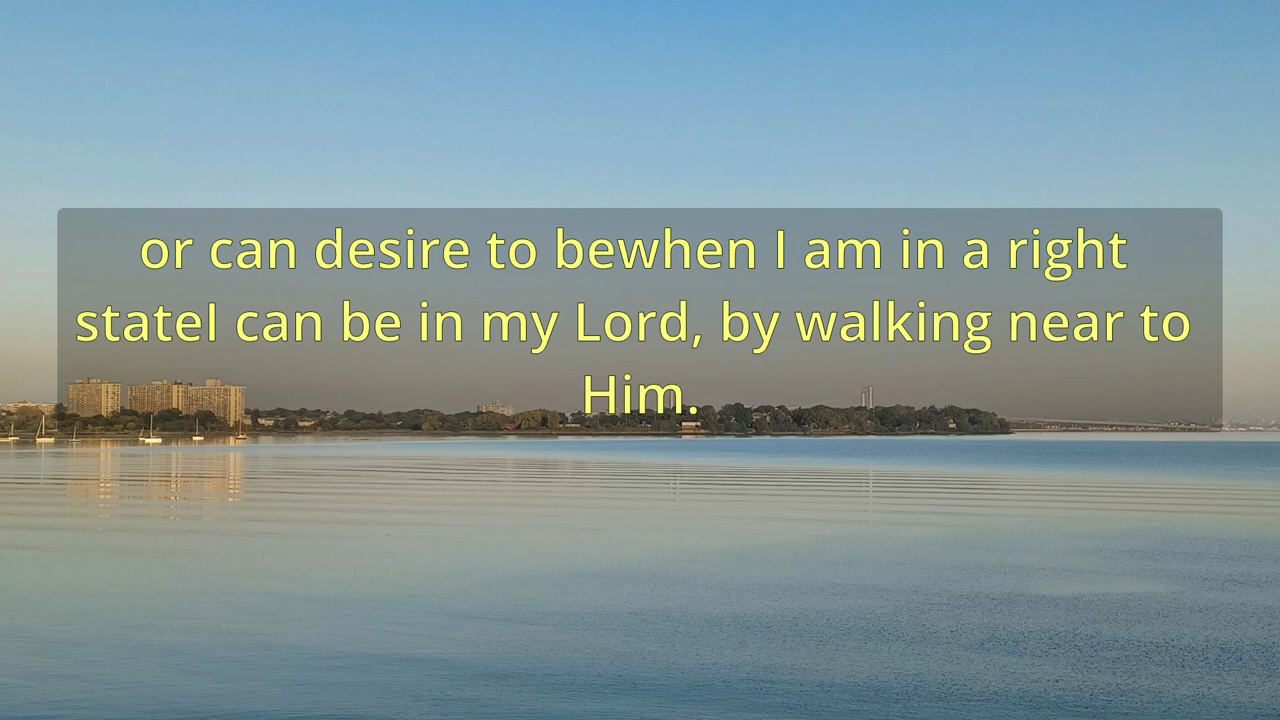 or can desire to bewhen I am in a right
stateI can be in my Lord, by walking near to
Him.